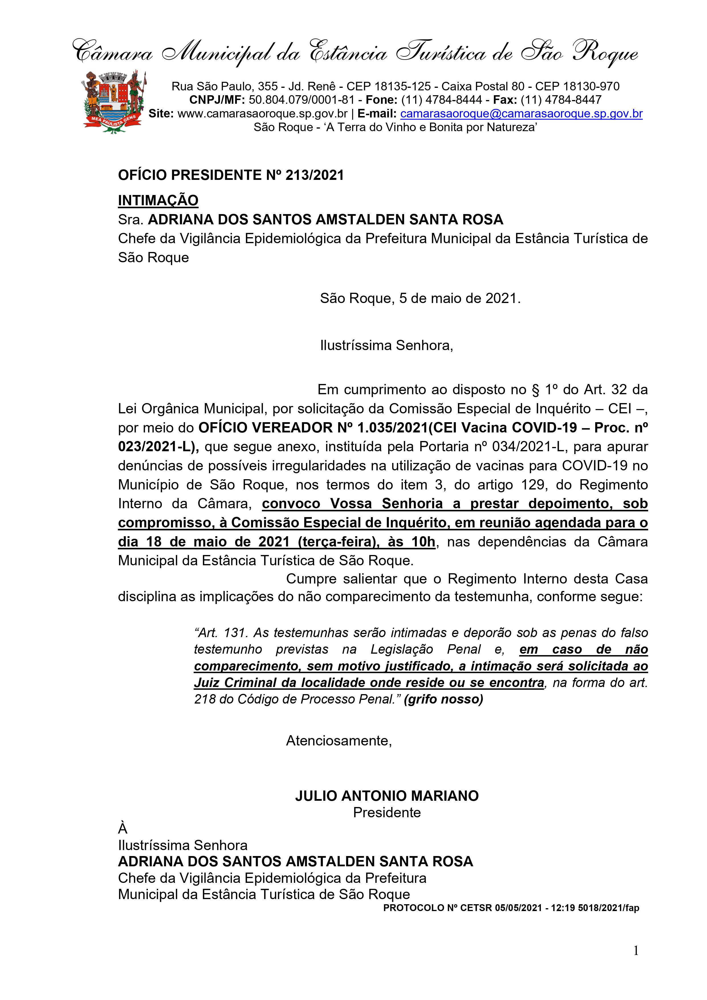 Câmara Municipal da Estância Turística de São Roque
Rua São Paulo, 355 - Jd. Renê - CEP 18135-125 - Caixa Postal 80 - CEP 18130-970
CNPJ/MF: 50.804.079/0001-81 - Fone: (11) 4784-8444 - Fax: (11) 4784-8447
Site: www.camarasaoroque.sp.gov.br | E-mail: camarasaoroque@camarasaoroque.sp.gov.br
São Roque - ‘A Terra do Vinho e Bonita por Natureza’
MEA PAULISTA GENS
OFÍCIO PRESIDENTE Nº 213/2021
INTIMAÇÃO
Sra. ADRIANA DOS SANTOS AMSTALDEN SANTA ROSA
Chefe da Vigilância Epidemiológica da Prefeitura Municipal da Estância Turística de
São Roque
São Roque, 5 de maio de 2021.
Ilustríssima Senhora,
Em cumprimento ao disposto no § 1º do Art. 32 da
Lei Orgânica Municipal, por solicitação da Comissão Especial de Inquérito – CEI –,
por meio do OFÍCIO VEREADOR Nº 1.035/2021(CEI Vacina COVID-19 – Proc. nº
023/2021-L), que segue anexo, instituída pela Portaria nº 034/2021-L, para apurar
denúncias de possíveis irregularidades na utilização de vacinas para COVID-19 no
Município de São Roque, nos termos do item 3, do artigo 129, do Regimento
Interno da Câmara, convoco Vossa Senhoria a prestar depoimento, sob
compromisso, à Comissão Especial de Inquérito, em reunião agendada para o
dia 18 de maio de 2021 (terça-feira), às 10h, nas dependências da Câmara
Municipal da Estância Turística de São Roque.
Cumpre salientar que o Regimento Interno desta Casa
disciplina as implicações do não comparecimento da testemunha, conforme segue:
“Art. 131. As testemunhas serão intimadas e deporão sob as penas do falso
testemunho previstas na Legislação Penal e, em caso de não
comparecimento, sem motivo justificado, a intimação será solicitada ao
Juiz Criminal da localidade onde reside ou se encontra, na forma do art.
218 do Código de Processo Penal.” (grifo nosso)
Atenciosamente,
JULIO ANTONIO MARIANO
Presidente
À
Ilustríssima Senhora
ADRIANA DOS SANTOS AMSTALDEN SANTA ROSA
Chefe da Vigilância Epidemiológica da Prefeitura
Municipal da Estância Turística de São Roque
PROTOCOLO Nº CETSR 05/05/2021 - 12:19 5018/2021/fap
1